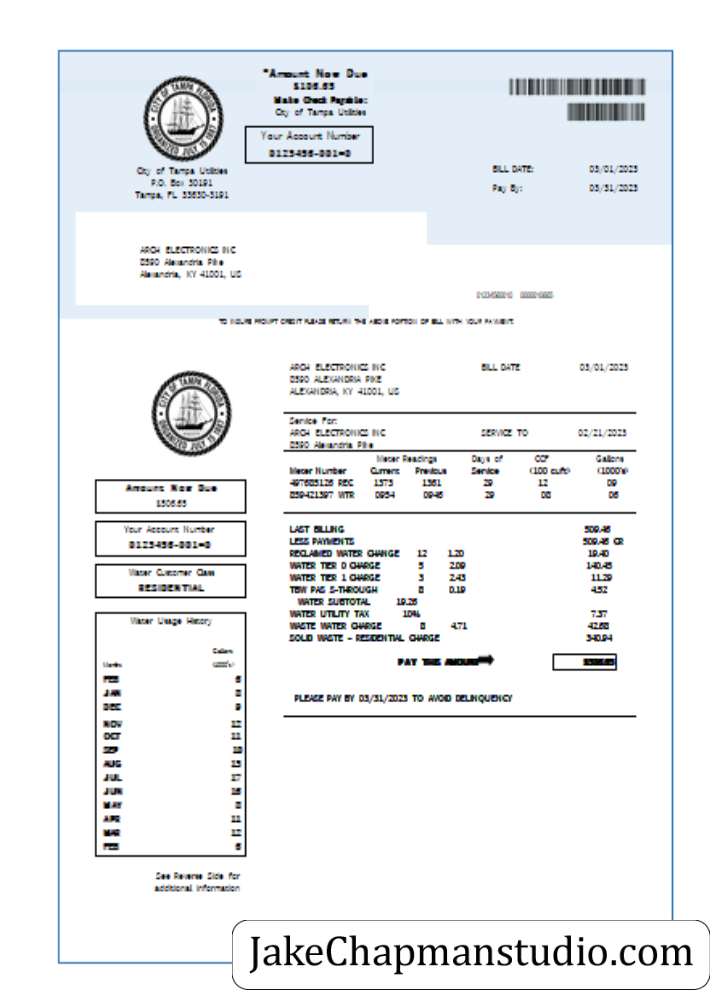 *Amount Now Due
Make Check Payable:
City of Tampa Utilities
Your Account Number
0123456-001=0
CITY OF TAMPA FLORIDA
ORGANIZED JULY 15 1887
City of Tampa Utilities
P.O. Box 30191
Tampa, FL 33630-3191
BILL DATE: 03/01/2023
Pay By: 03/31/2023
ARCH ELECTRONICS INC
8390 Alexandria Pike
Alexandria, KY 41001, US
TO INSURE PROMPT CREDIT PLEASE RETURN THE ABOVE PORTION OF BILL WITH YOUR PAYMENT
ARCH ELECTRONICS INC BILL DATE 03/01/2023
8390 ALEXANDRIA PIKE
ALEXANDRIA, KY 41001, US
Service For:
ARCH ELECTRONICS INC SERVICE TO 02/21/2023
8390 Alexandria Pike
Meter Readings Days of CCF Gallons
Meter Number Current Previous Service (100 cuft) (1000's)
497685126 REC 1373 1361 29 12 09
859421397 WTR 0954 0946 29 08 06
CITY OF TAMPA FLORIDA
ORGANIZED JULY 15 1887
Amount Now Due
Your Account Number
0123456-001=0
Water Customer Class
RESIDENTIAL
LAST BILLING 509.46
LESS PAYMENTS 509.46 CR
RECLAIMED WATER CHANGE 12 1.20 19.40
WATER TIER 0 CHARGE 5 2.09 140.45
WATER TIER 1 CHARGE 3 2.43 11.29
TBW PAS S-THROUGH 8 0.19 4.52
WATER SUBTOTAL 19.26
WATER UTILITY TAX 10% 7.37
WASTE WATER CHARGE 8 4.71 42.68
SOLID WASTE - RESIDENTIAL CHARGE 340.94
PAY THIS AMOUNT
PLEASE PAY BY 03/31/2023 TO AVOID DELINQUENCY
Water Usage History
Gallons
Months (1000's)
FEB 6
JAN 8
DEC 9
NOV 12
OCT 11
SEP 10
AUG 13
JUL 17
JUN 16
MAY 8
APR 11
MAR 12
FEB 6
See Reverse Side for
additional information
JakeChapmanstudio.com